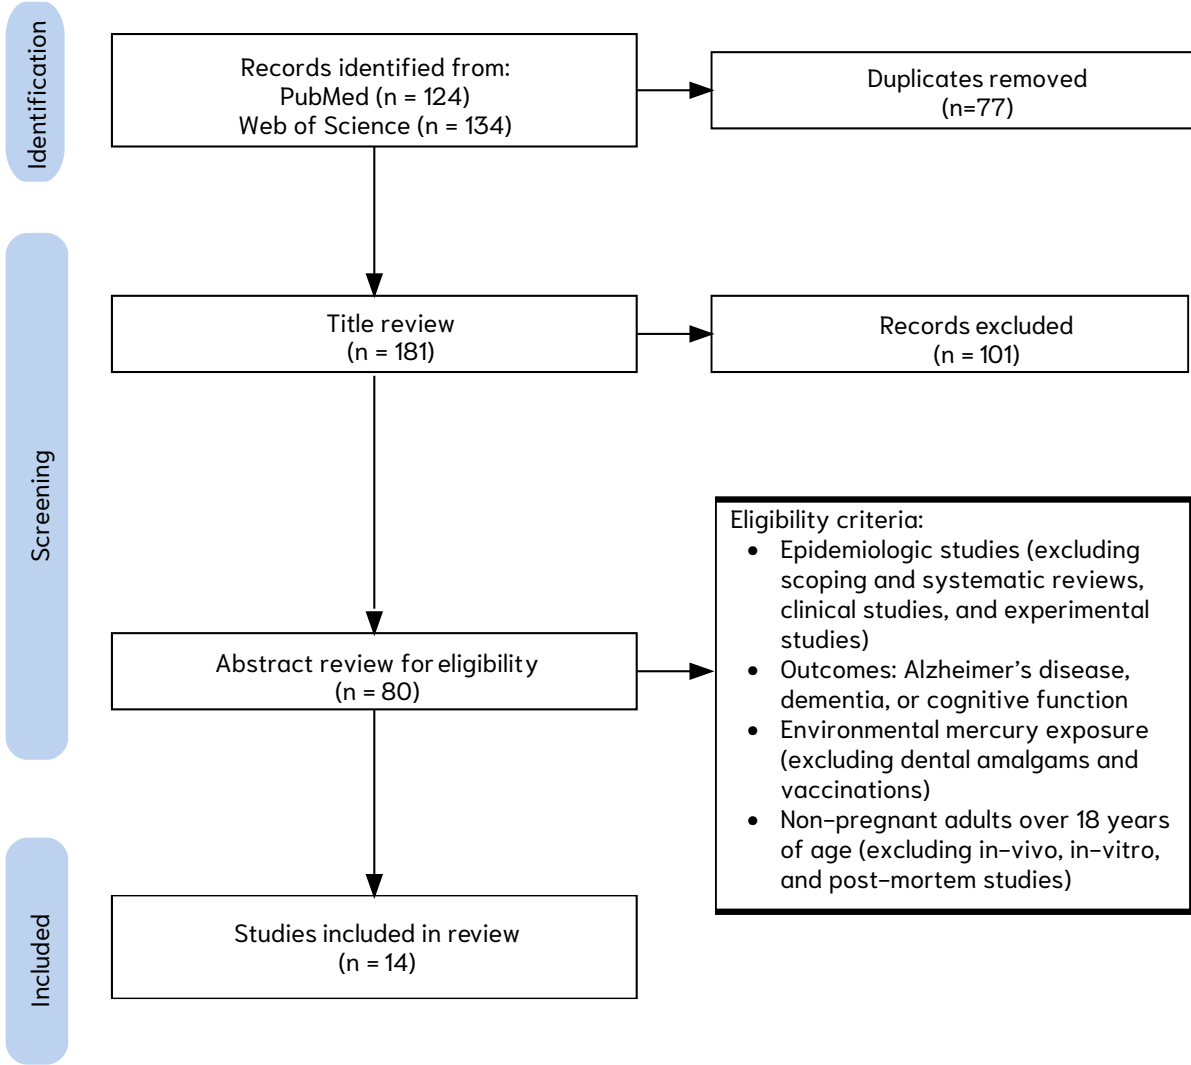 Identification
Records identified from:
PubMed (n = 124)
Web of Science (n = 134)
Duplicates removed
(n=77)
Screening
Title review
(n = 181)
Records excluded
(n = 101)
Abstract review for eligibility
(n = 80)
Eligibility criteria:
• Epidemiologic studies (excluding
scoping and systematic reviews,
clinical studies, and experimental
studies)
• Outcomes: Alzheimer’s disease,
dementia, or cognitive function
• Environmental mercury exposure
(excluding dental amalgams and
vaccinations)
• Non-pregnant adults over 18 years
of age (excluding in-vivo, in-vitro,
and post-mortem studies)
Included
Studies included in review
(n = 14)